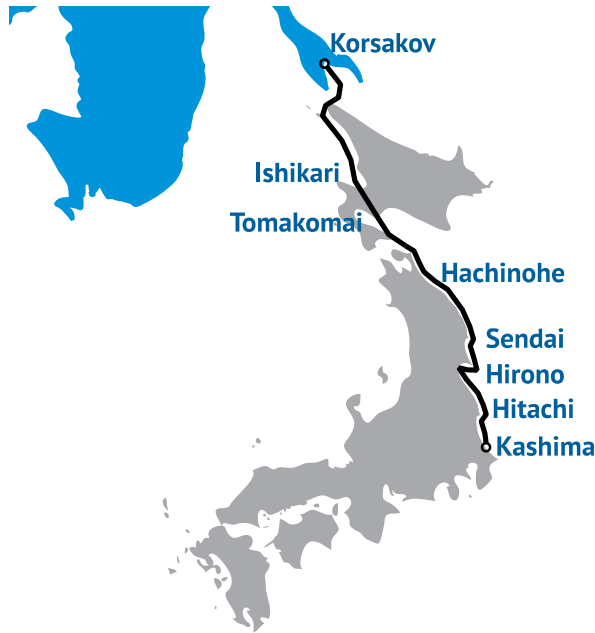 Korsakov
Ishikari
Tomakomai
Hachinohe
Sendai
Hirono
Hitachi
Kashima